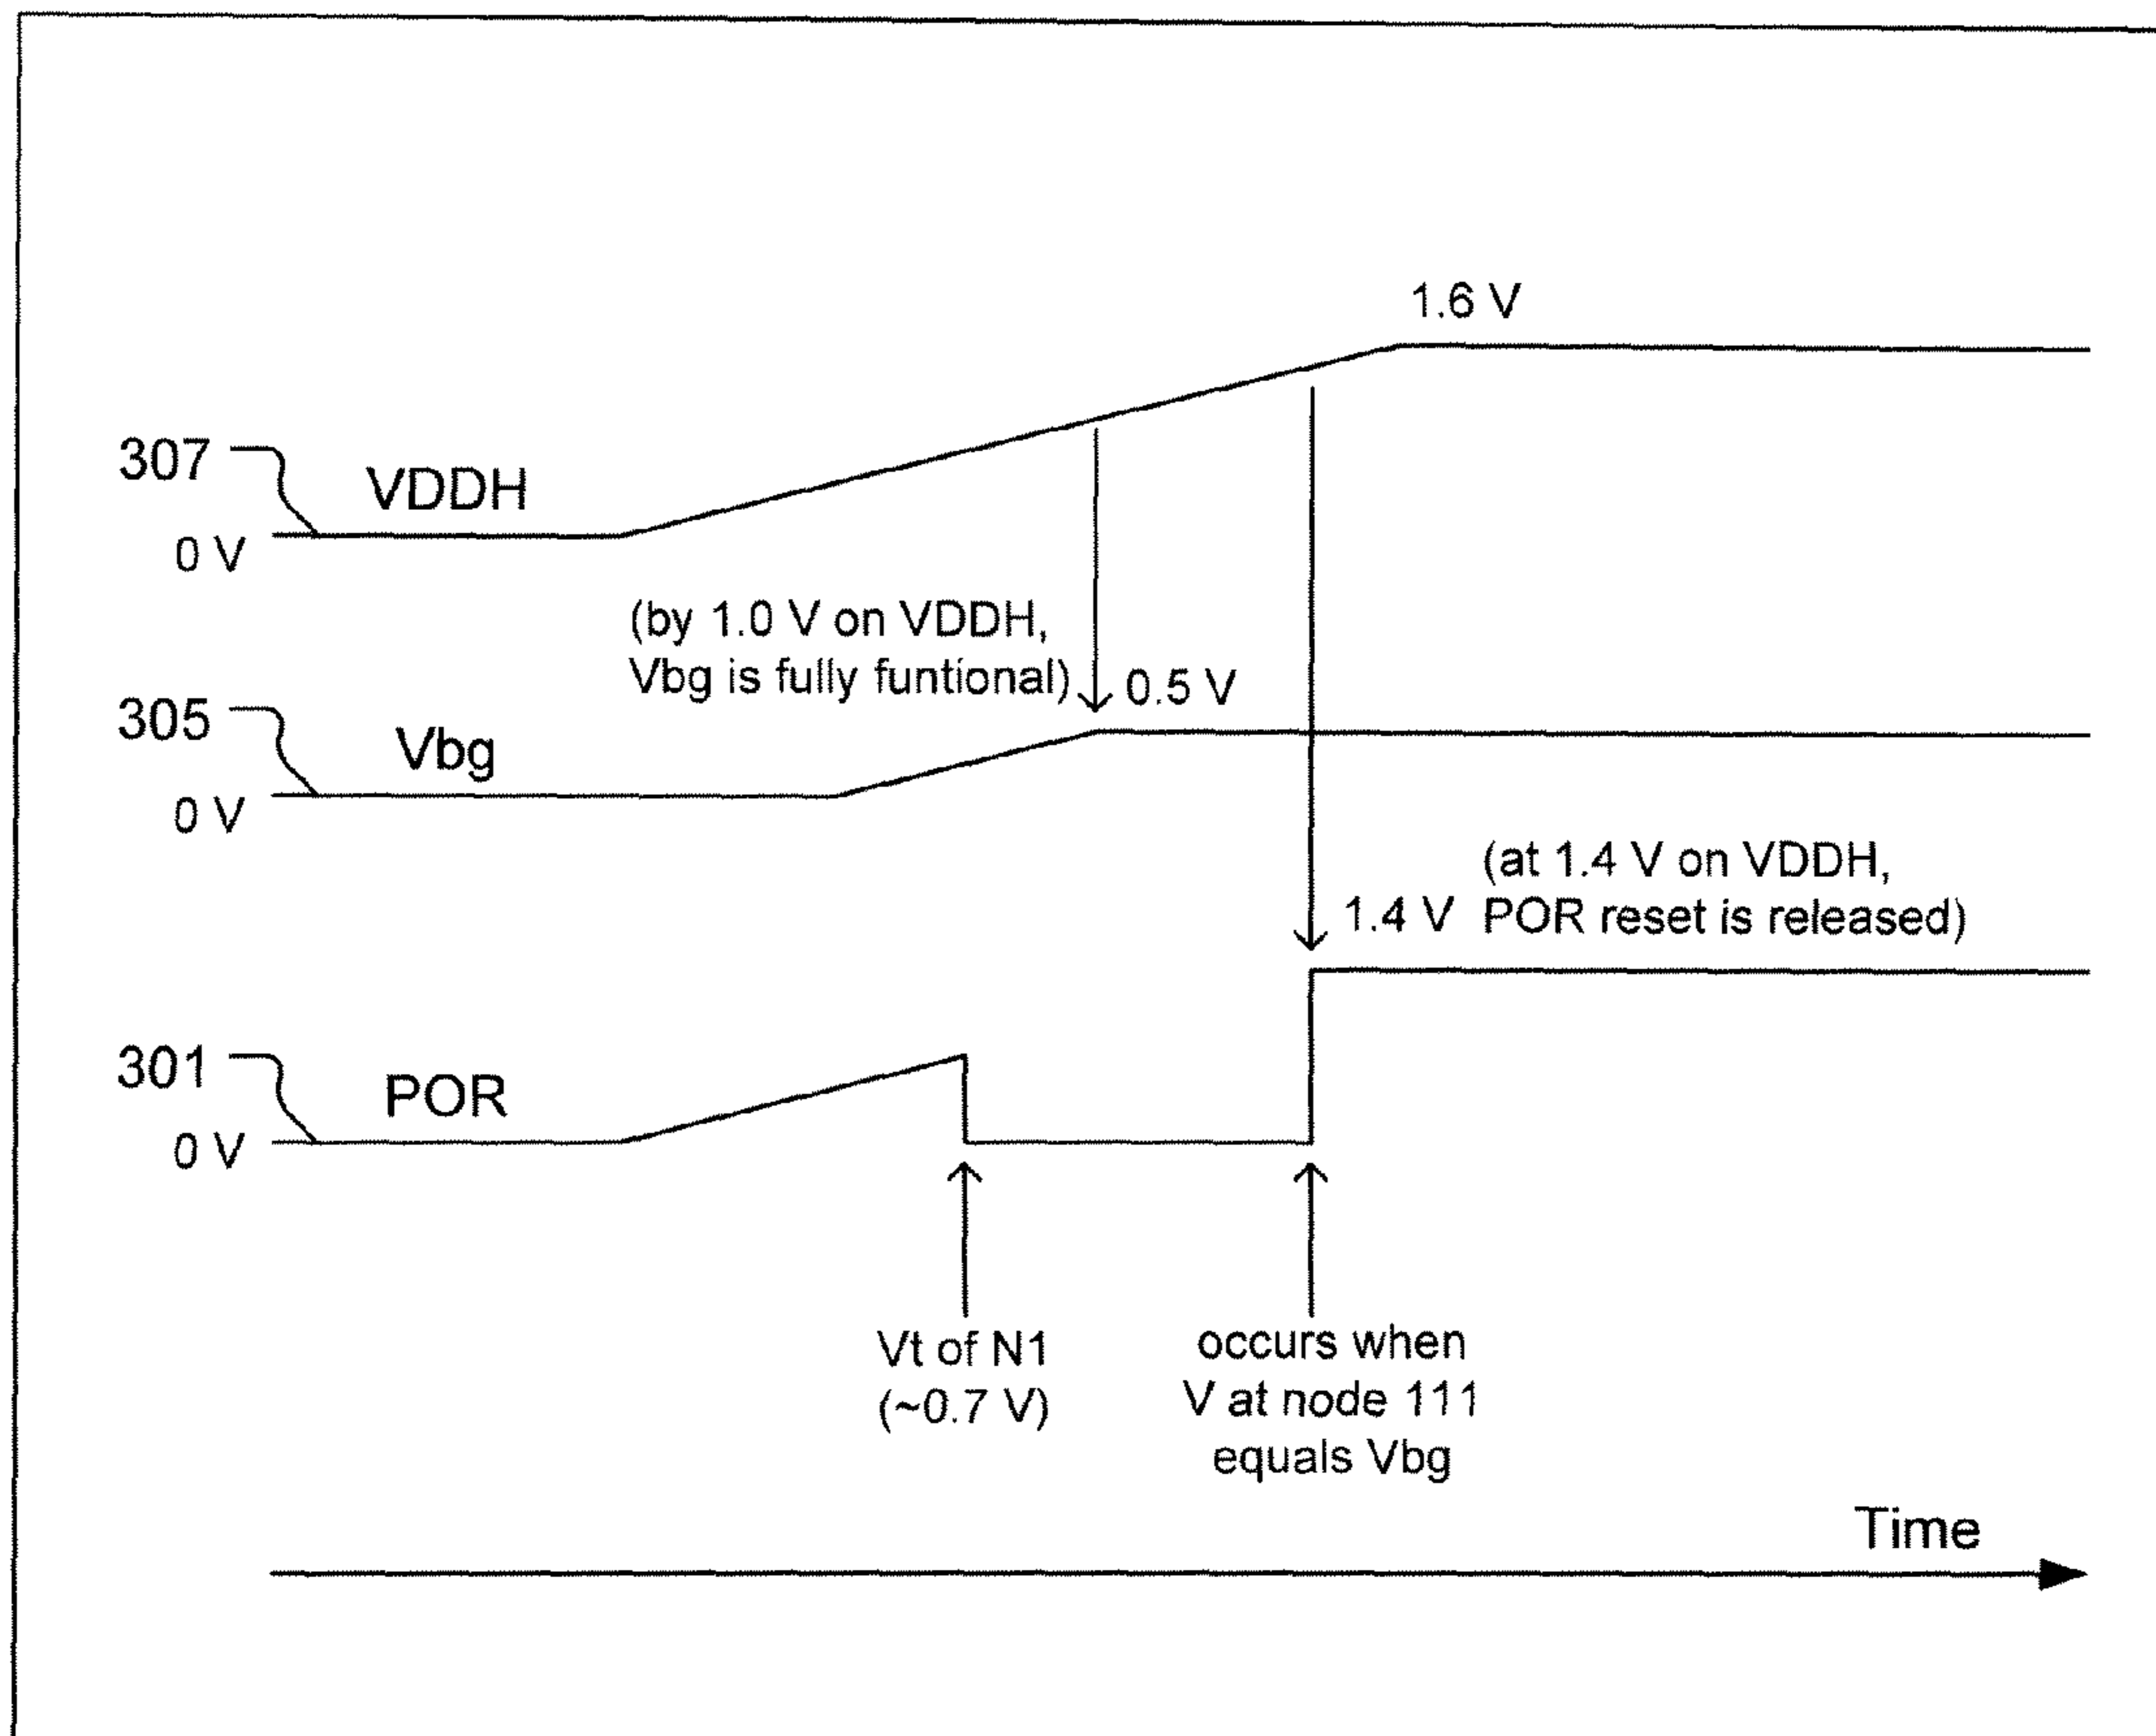 1.6 V
307
VDDH
0 V
(by 1.0 V on VDDH,
Vbg is fully funtional)
0.5 V
305
Vbg
0 V
(at 1.4 V on VDDH,
1.4 V POR reset is released)
301
POR
0 V
Vt of N1
(~0.7 V)
occurs when
V at node 111
equals Vbg
Time